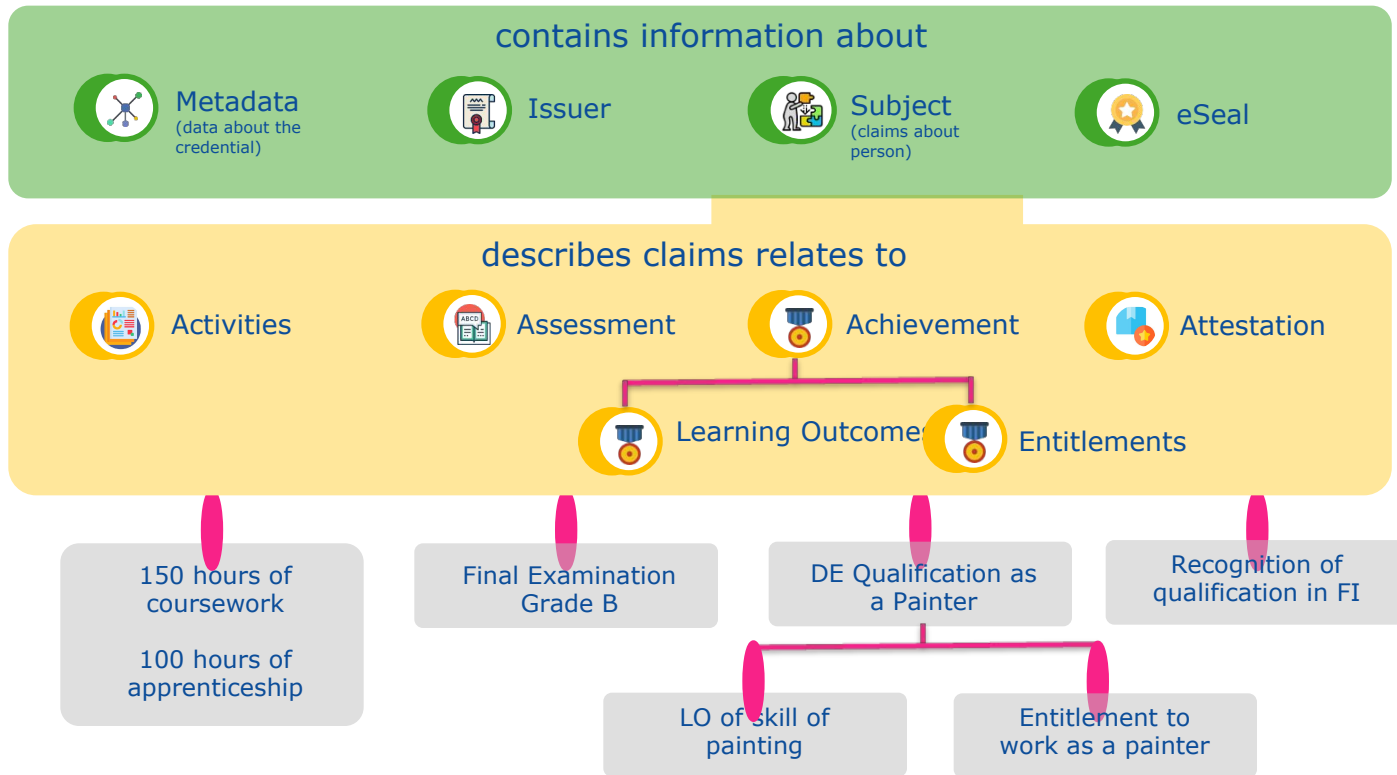 contains information about
Metadata
(data about the
credential)
Issuer
Subject
(claims about
person)
eSeal
describes claims relates to
Activities
Assessment
ABCD
Achievement
Attestation
Learning Outcomes
Entitlements
150 hours of
coursework
100 hours of
apprenticeship
Final Examination
Grade B
DE Qualification as
a Painter
Recognition of
qualification in FI
LO of skill of
painting
Entitlement to
work as a painter